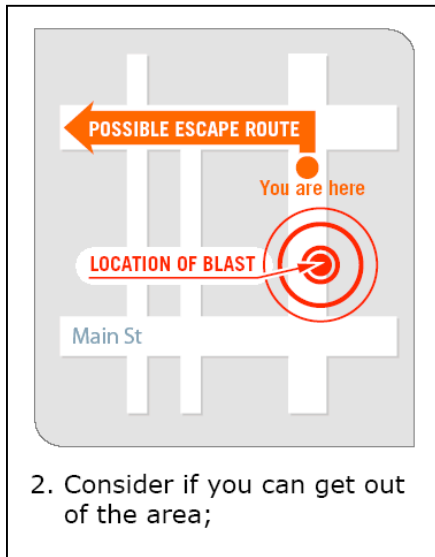 POSSIBLE ESCAPE ROUTE
You are here
LOCATION OF BLAST
Main St
2. Consider if you can get out
of the area;